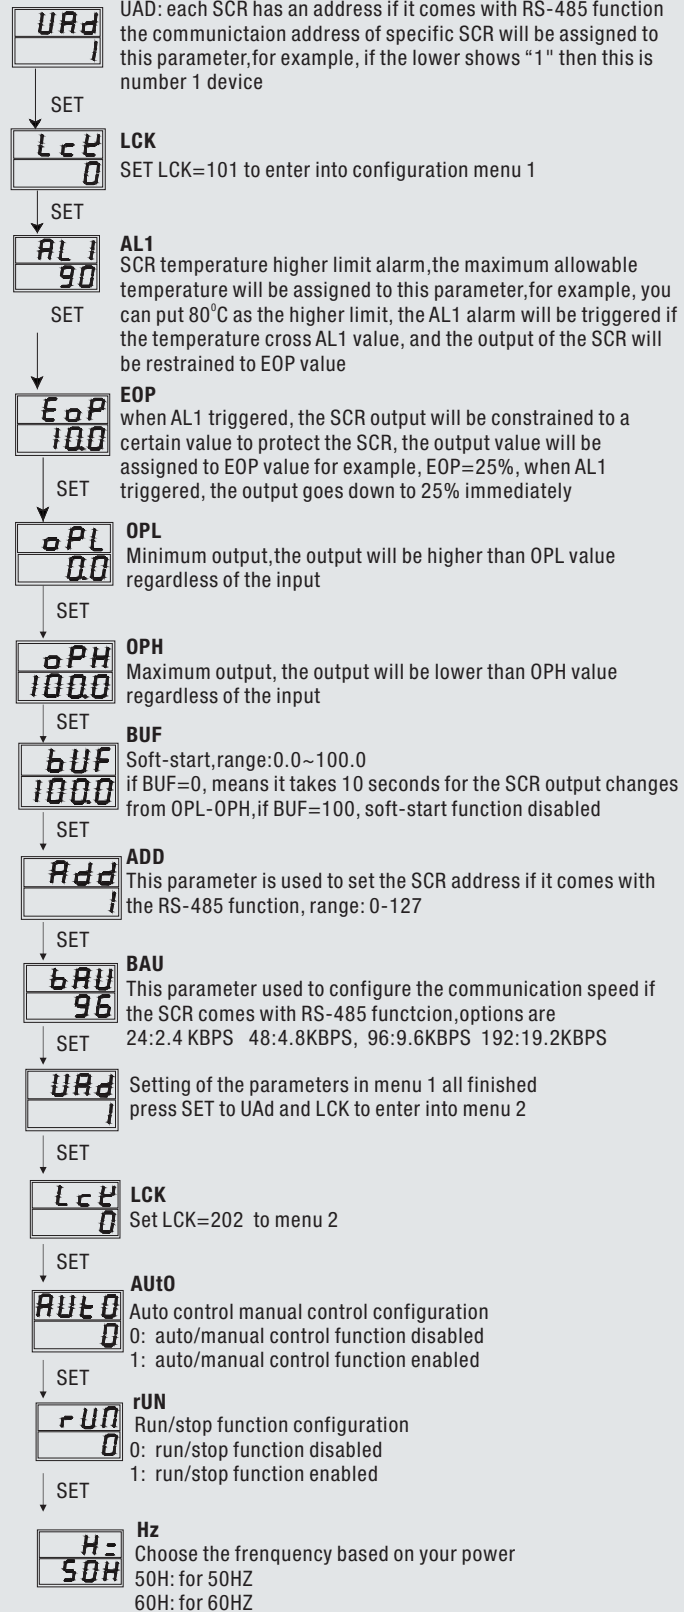 UAD: each SCR has an address if it comes with RS-485 function
UAd
the communictaion address of specific SCR will be assigned to
1
this parameter,for example, if the lower shows “1" then this is
number 1 device
SET
LcK
LCK
0
SET LCK=101 to enter into configuration menu 1
SET
AL1
AL1
90
SCR temperature higher limit alarm,the maximum allowable
temperature will be assigned to this parameter,for example, you
SET
can put 80°C as the higher limit, the AL1 alarm will be triggered if
the temperature cross AL1 value, and the output of the SCR will
be restrained to EOP value
EoP
EOP
10.0
when AL1 triggered, the SCR output will be constrained to a
certain value to protect the SCR, the output value will be
assigned to EOP value for example, EOP=25%, when AL1
SET
triggered, the output goes down to 25% immediately
oPL
OPL
0.0
Minimum output,the output will be higher than OPL value
regardless of the input
SET
oPH
OPH
100.0
Maximum output, the output will be lower than OPH value
regardless of the input
SET
bUF
BUF
100.0
Soft-start,range:0.0~100.0
if BUF=0, means it takes 10 seconds for the SCR output changes
from OPL-OPH,if BUF=100, soft-start function disabled
SET
Add
ADD
1
This parameter is used to set the SCR address if it comes with
the RS-485 function, range: 0-127
SET
bAU
BAU
96
This parameter used to configure the communication speed if
the SCR comes with RS-485 functcion,options are
SET
24:2.4 KBPS 48:4.8KBPS, 96:9.6KBPS 192:19.2KBPS
UAd
1
Setting of the parameters in menu 1 all finished
press SET to UAd and LCK to enter into menu 2
SET
LcK
LCK
0
Set LCK=202 to menu 2
SET
AUtO
AUtO
0
Auto control manual control configuration
0: auto/manual control function disabled
1: auto/manual control function enabled
SET
rUN
rUN
0
Run/stop function configuration
0: run/stop function disabled
1: run/stop function enabled
SET
Hz
Hz
50H
Choose the frenquency based on your power
50H: for 50HZ
60H: for 60HZ